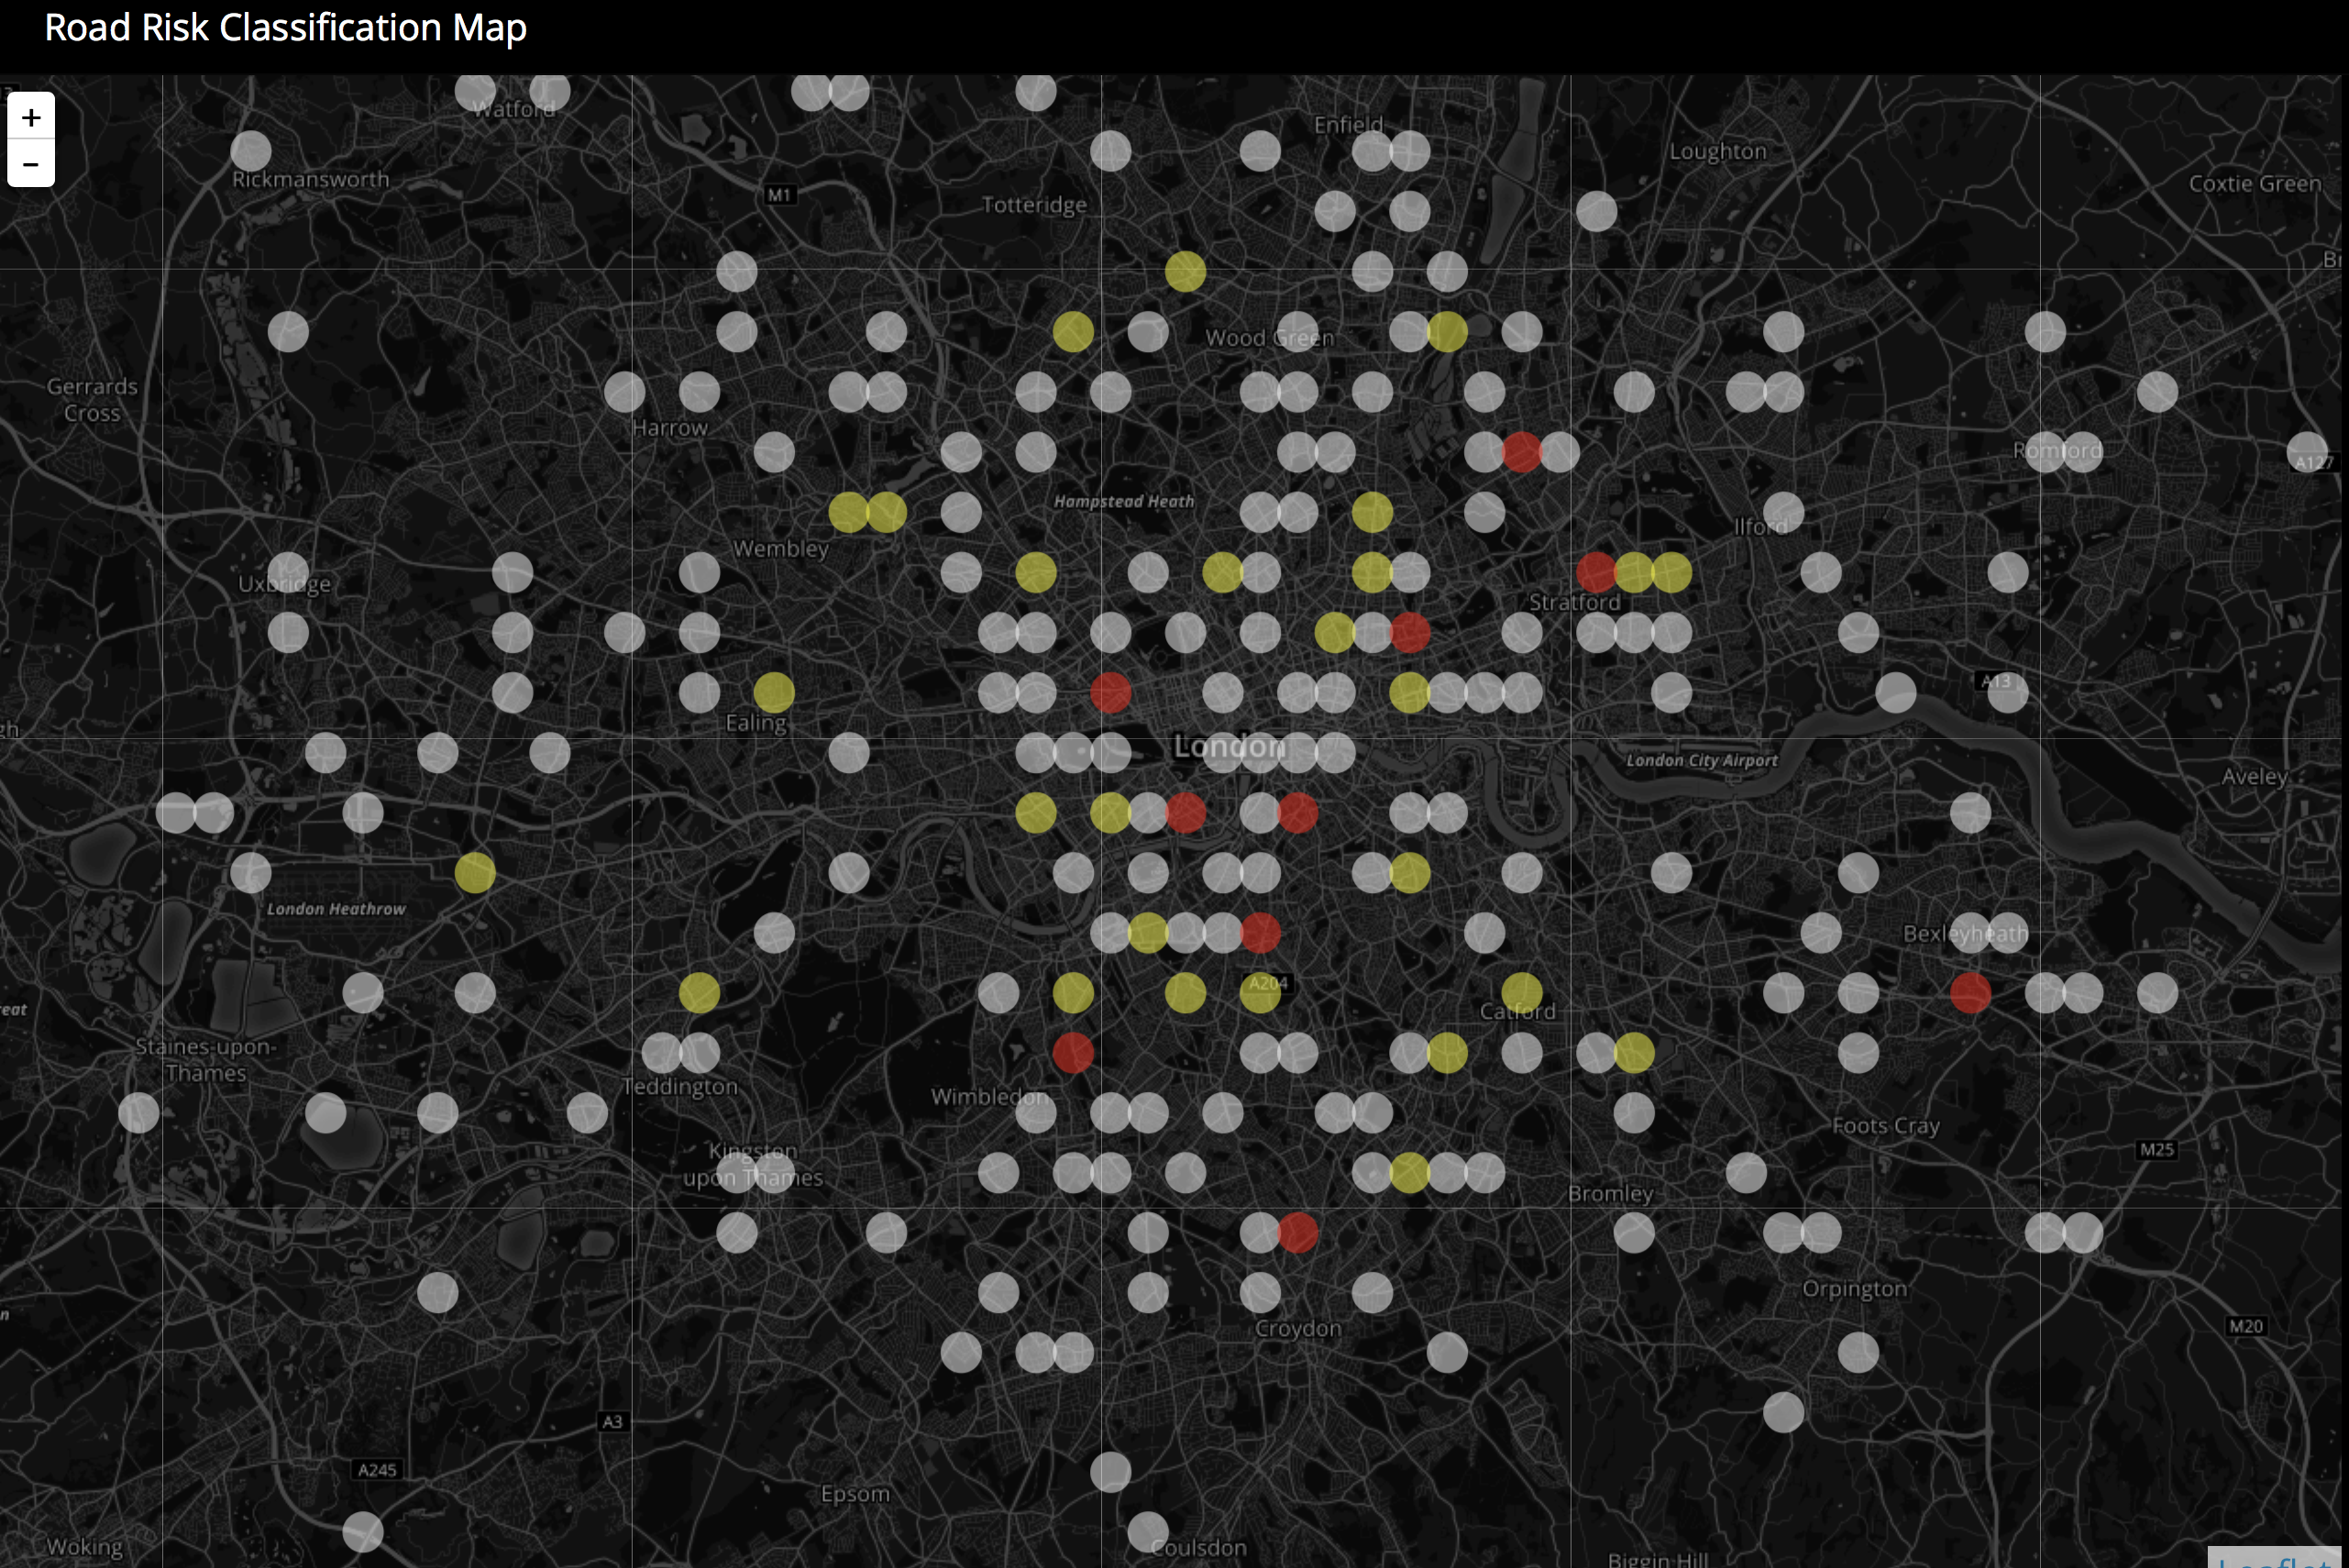 Road Risk Classification Map
+
−
Watford
Enfield
Loughton
Rickmansworth
Coxtie Green
M1
Totteridge
Wood Green
Gerrards
Cross
Harrow
Romford
A127
Hampstead Heath
Ilford
Wembley
Uxbridge
Stratford
A13
Ealing
London
London City Airport
Aveley
London Heathrow
Bexleyheath
A204
Catford
Staines-upon-
Thames
Teddington
Wimbledon
Foots Cray
Kingston
upon Thames
M25
Bromley
Orpington
Croydon
M20
A3
A245
Epsom
Woking
Coulsdon
Biggin Hill
Leaflet